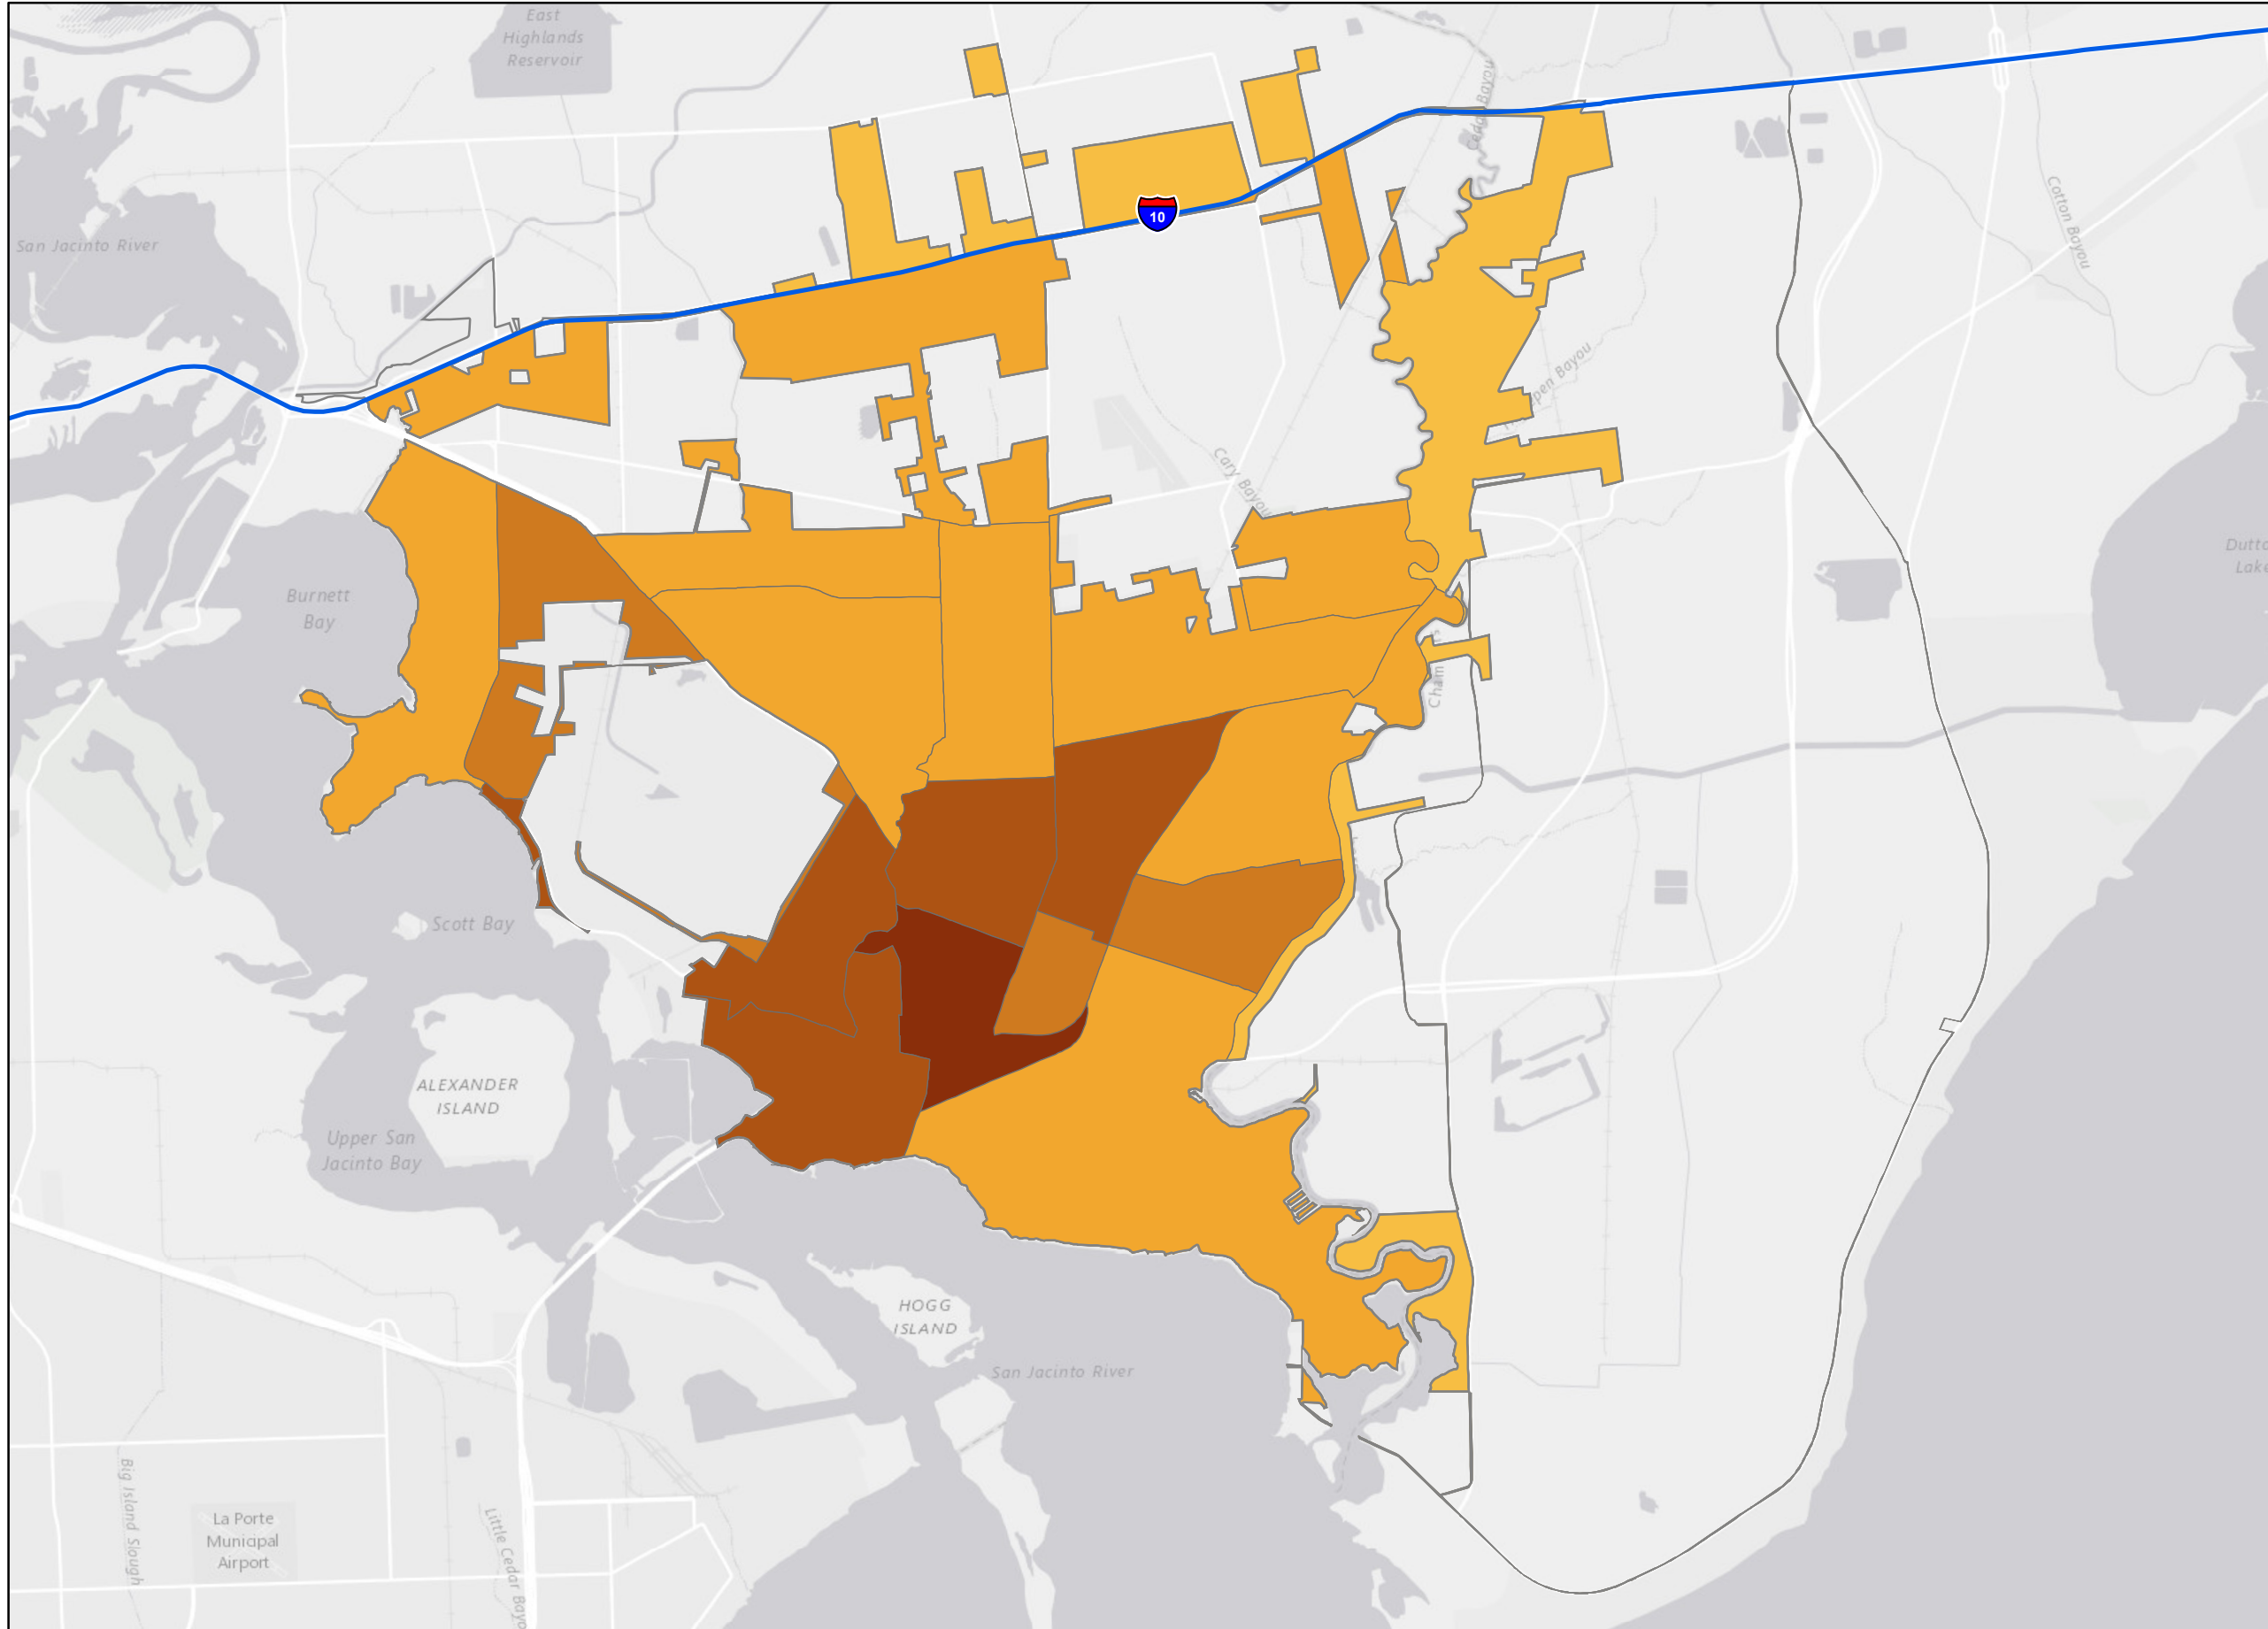 East
Highlands
Reservoir
San Jacinto River
10
Cedar Bayou
Cotton Bayou
Cary Bayou
Burnett
Bay
Scott Bay
ALEXANDER
ISLAND
Upper San
Jacinto Bay
HOGG
ISLAND
San Jacinto River
Big Island Slough
La Porte
Municipal
Airport
Little Cedar Bayo
Dutto
Lake